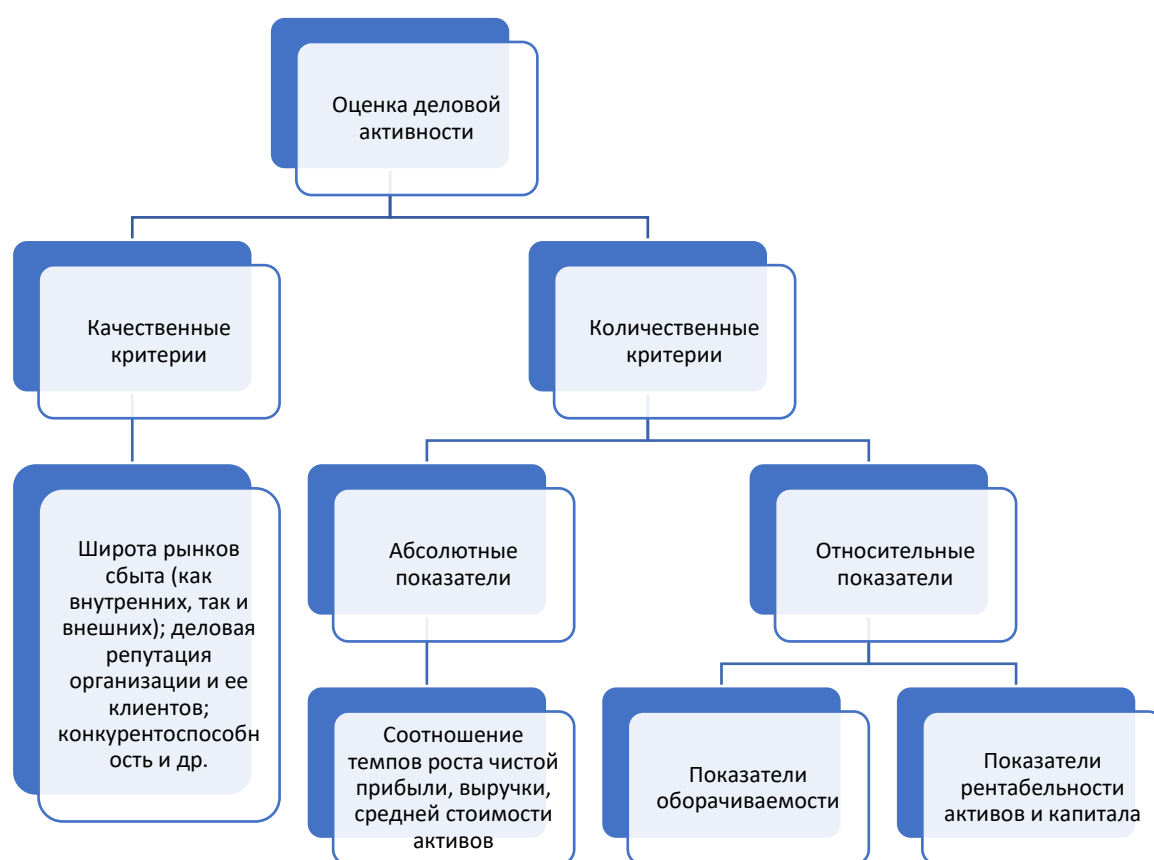 Оценка деловой
активности
Качественные
критерии
Количественные
критерии
Широта рынков
сбыта (как
внутренних, так и
внешних); деловая
репутация
организации и ее
клиентов;
конкурентоспособн
ость и др.
Абсолютные
показатели
Относительные
показатели
Соотношение
темпов роста чистой
прибыли, выручки,
средней стоимости
активов
Показатели
оборачиваемости
Показатели
рентабельности
активов и капитала